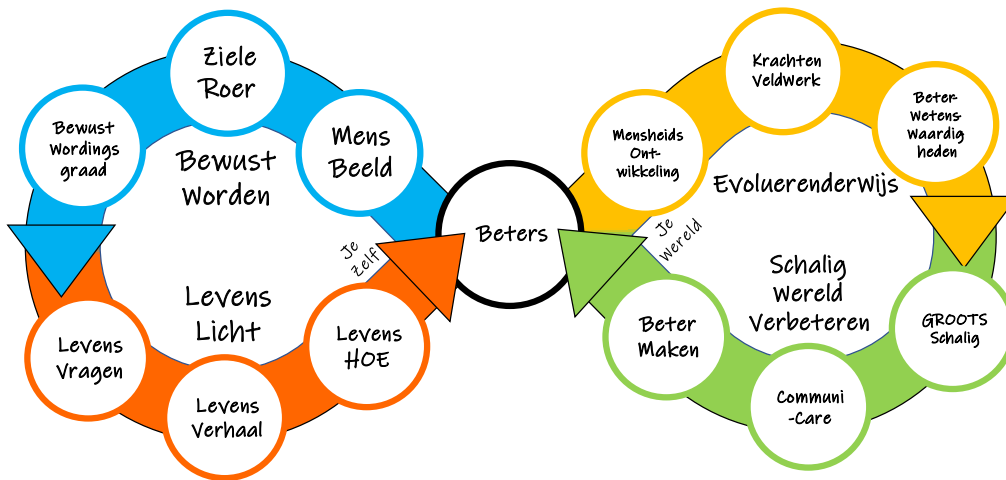 Ziele
Roer
Mens
Beeld
Bewust
Wordings
graad
Bewust
Worden
Levens
Licht
Levens
Vragen
Levens
Verhaal
Levens
HOE
Je
Zelf
Beters
Je
Wereld
Mensheids
Ont-
wikkeling
Krachten
VeldWerk
Beter-
Wetens-
Waardig
heden
EvoluerenderWijs
Schalig
Wereld
Verbeteren
GROOTS
Schalig
Communi
-Care
Beter
Maken